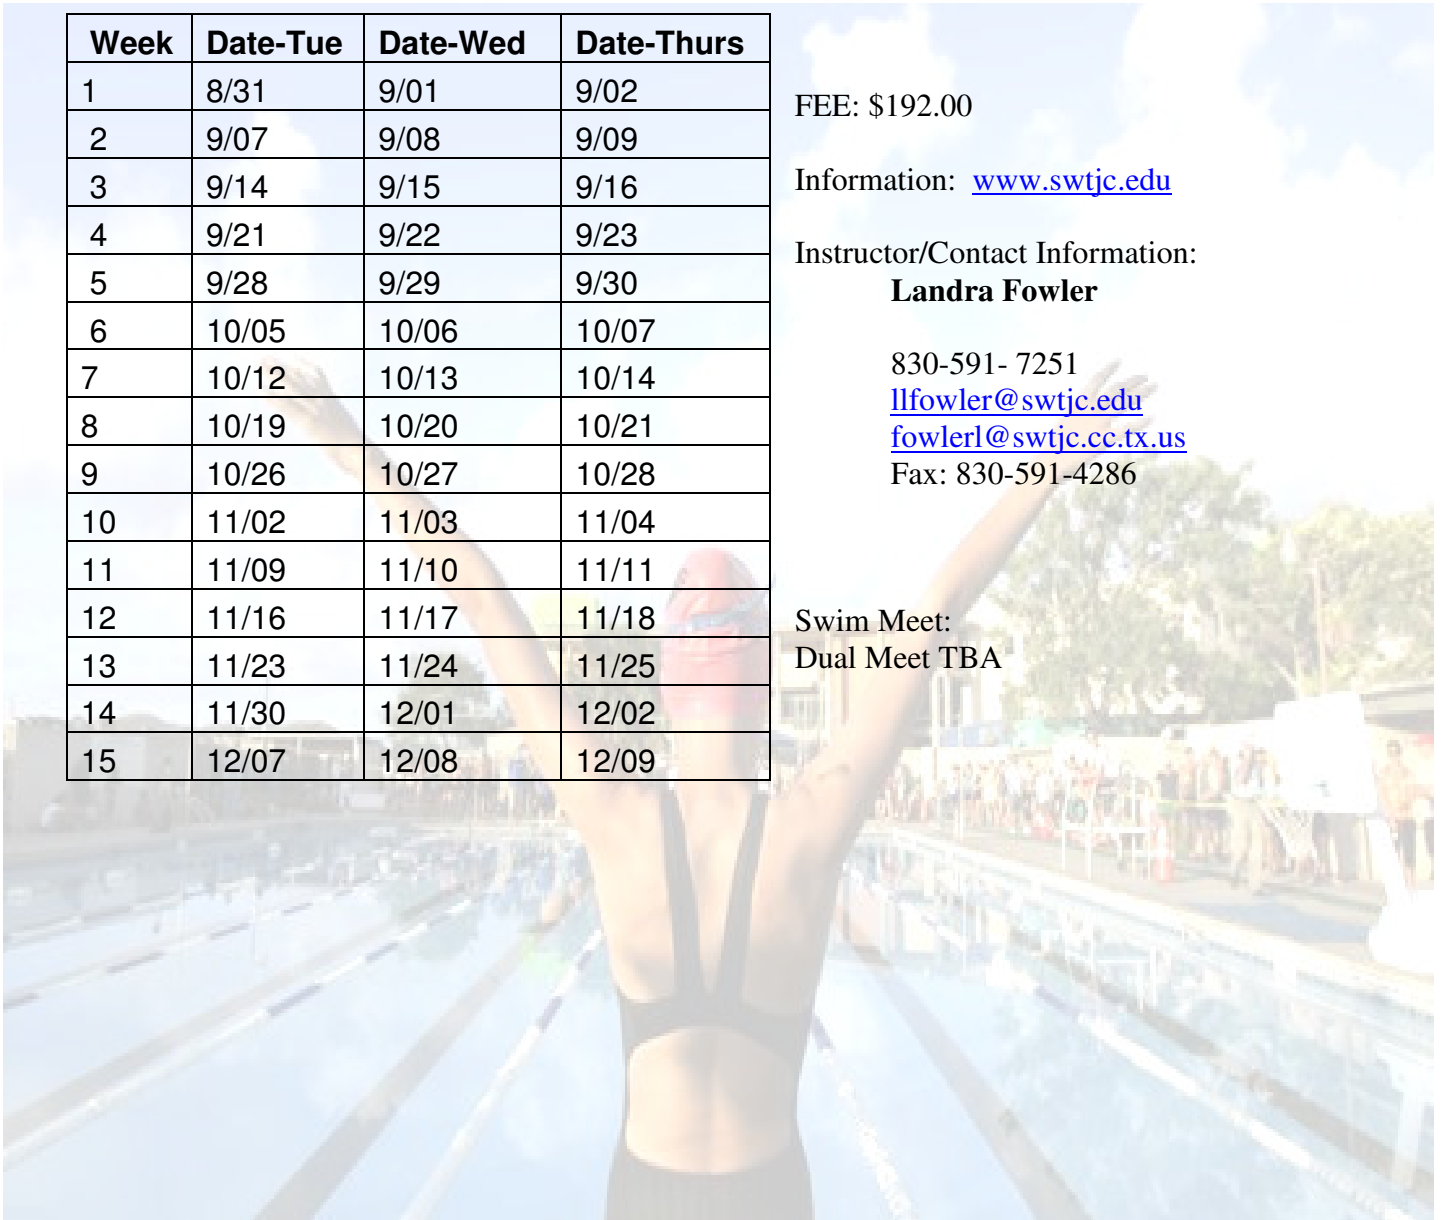 Week Date-Tue Date-Wed Date-Thurs
1 8/31 9/01 9/02
2 9/07 9/08 9/09
3 9/14 9/15 9/16
4 9/21 9/22 9/23
5 9/28 9/29 9/30
6 10/05 10/06 10/07
7 10/12 10/13 10/14
8 10/19 10/20 10/21
9 10/26 10/27 10/28
10 11/02 11/03 11/04
11 11/09 11/10 11/11
12 11/16 11/17 11/18
13 11/23 11/24 11/25
14 11/30 12/01 12/02
15 12/07 12/08 12/09
FEE: $192.00
Information: www.swtjc.edu
Instructor/Contact Information:
Landra Fowler
830-591- 7251
llfowler@swtjc.edu
fowlerl@swtjc.cc.tx.us
Fax: 830-591-4286
Swim Meet:
Dual Meet TBA